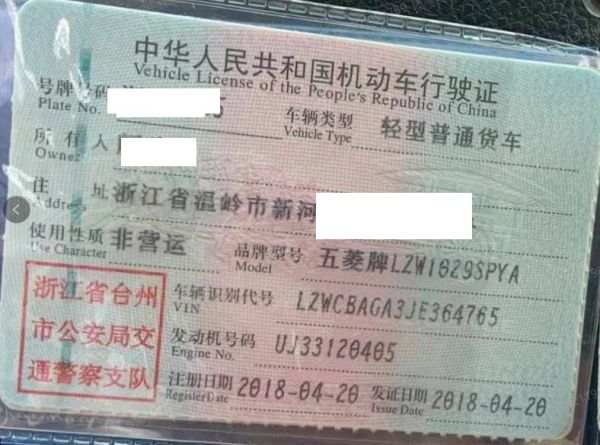 中华人民共和国机动车行驶证
Vehicle License of the People's Republic of China
号牌号码 5 车辆类型 轻型普通货车
Plate No. Vehicle Type
所有人
Owner
住址 浙江省温岭市新河
Address
使用性质 非营运 品牌型号 五菱牌LZW1029SPYA
Use Character Model
浙江省台州
市公安局交
通警察支队
车辆识别代号 LZWCBAGA3JE364765
VIN
发动机号码 UJ33120405
Engine No.
注册日期 2018-04-20 发证日期 2018-04-20
Register Date Issue Date